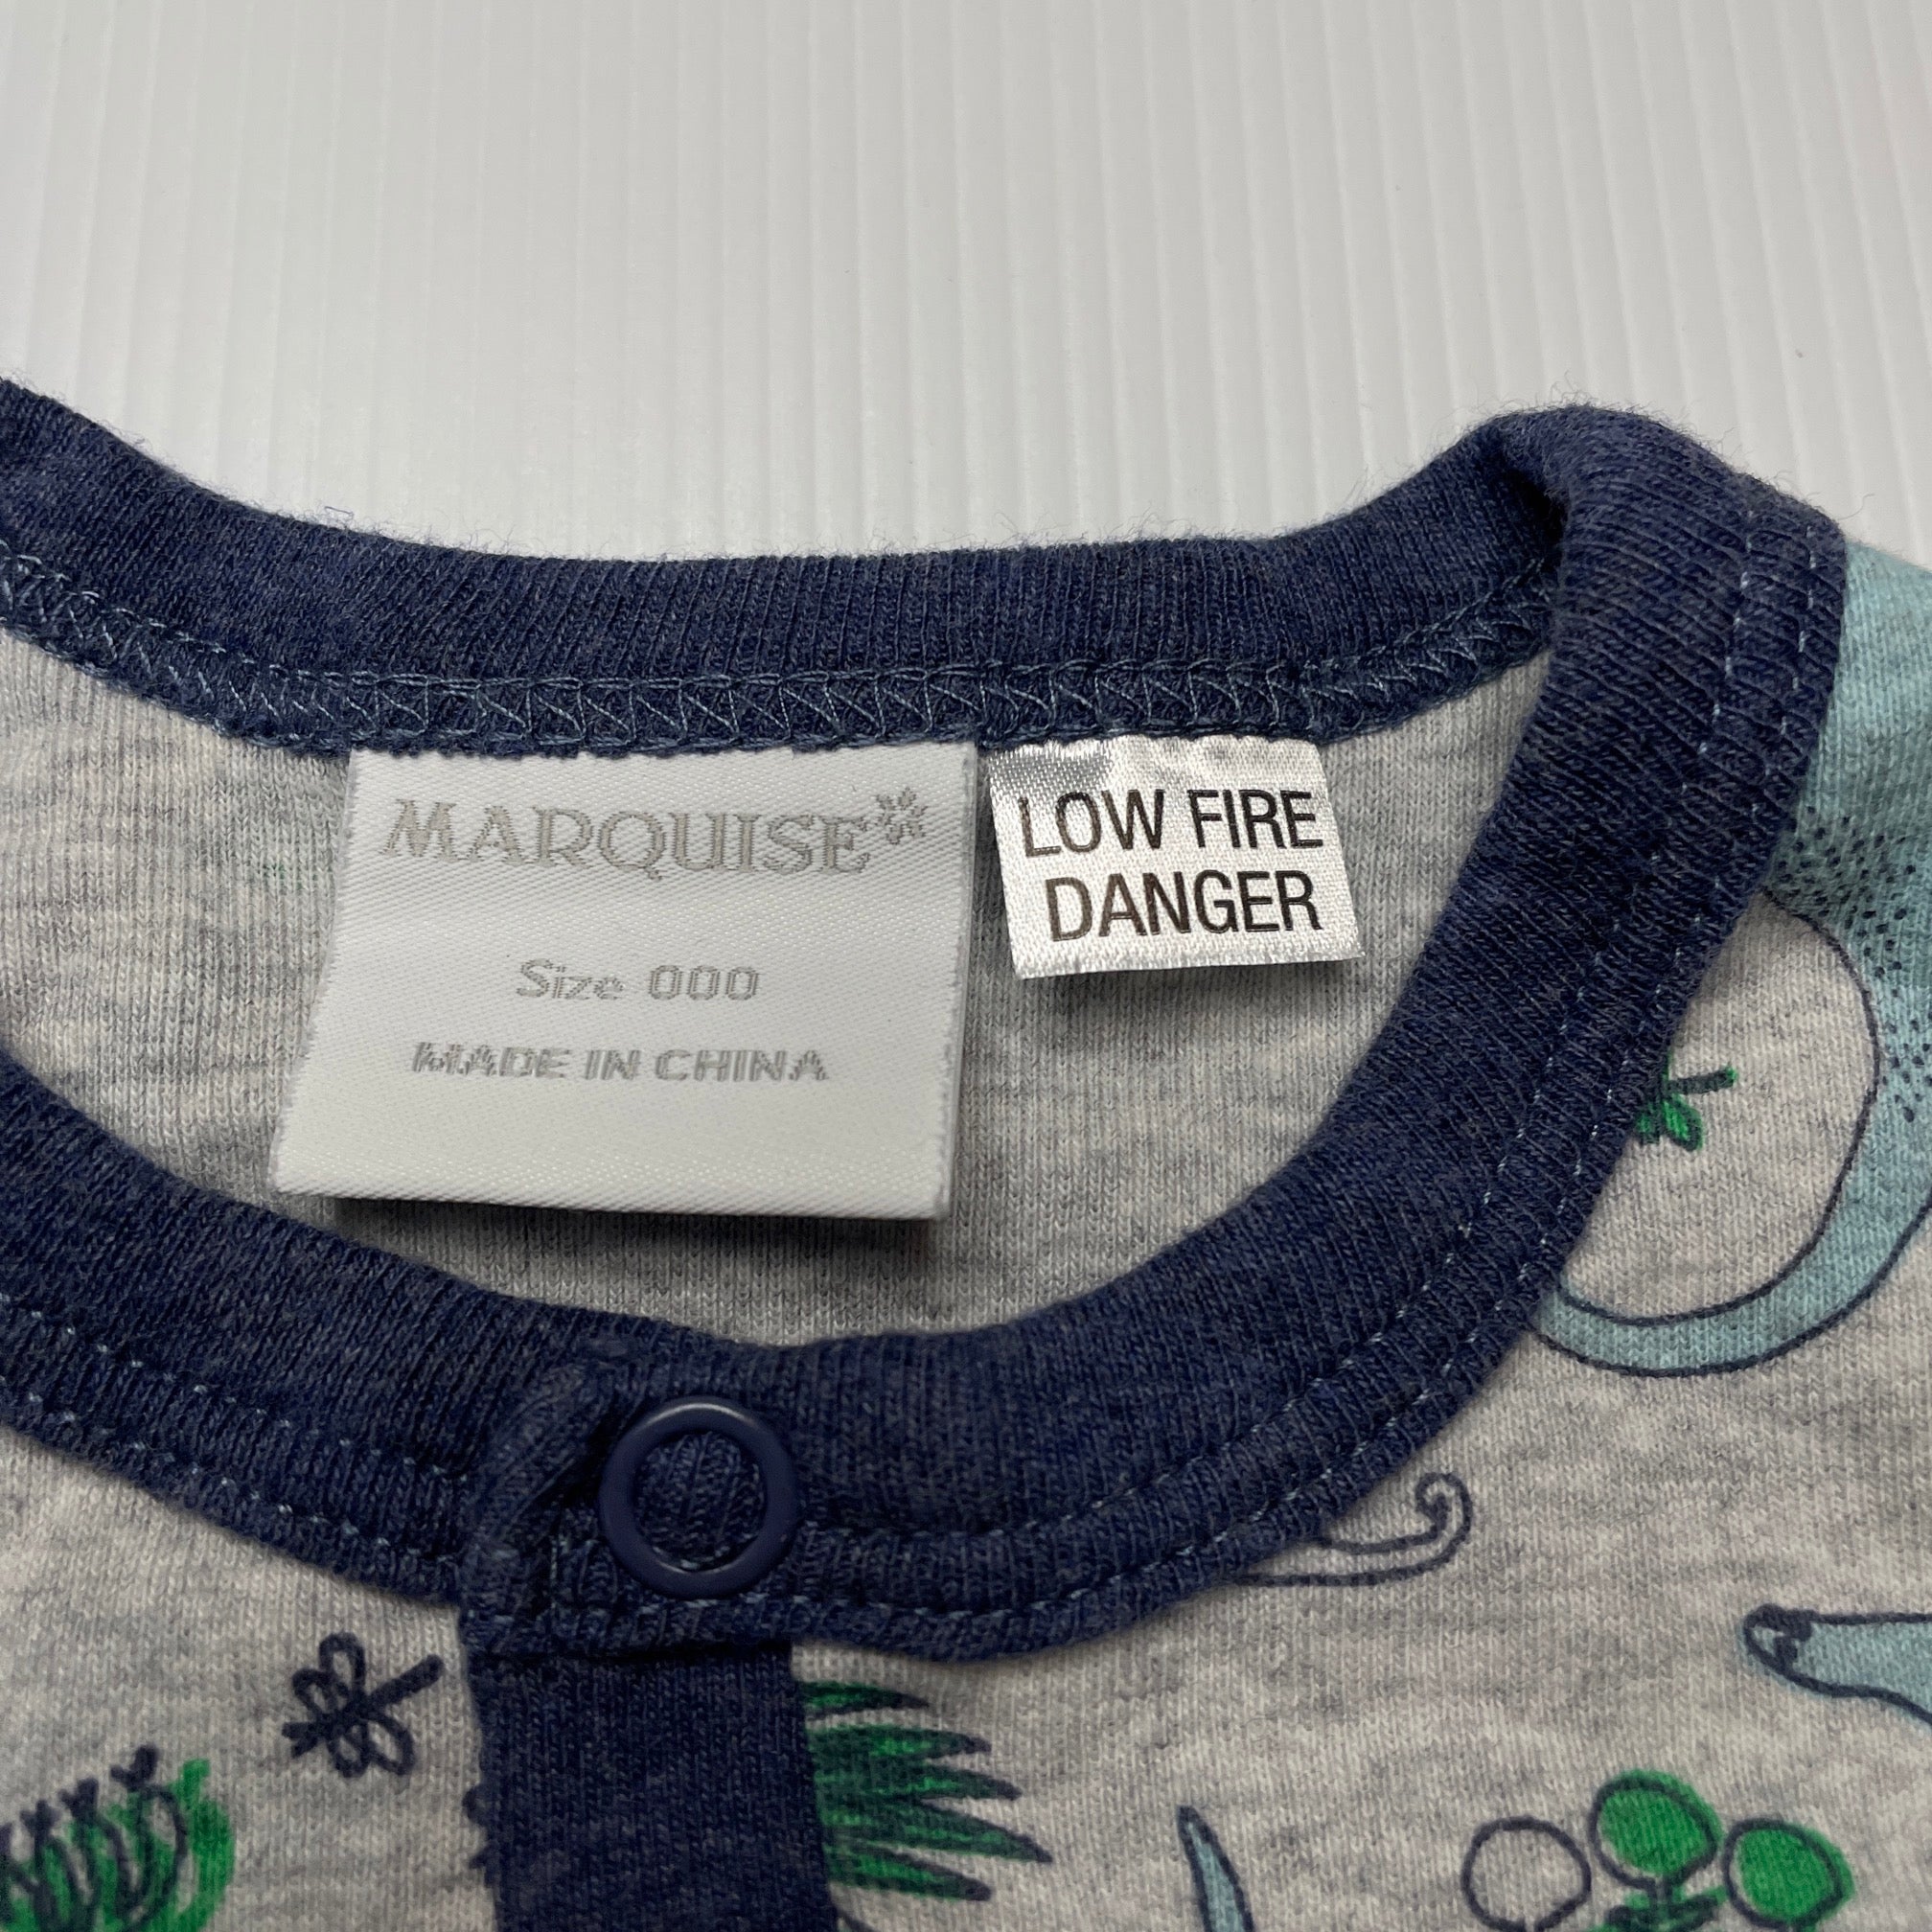 MARQUISE
Size 000
MADE IN CHINA
LOW FIRE
DANGER